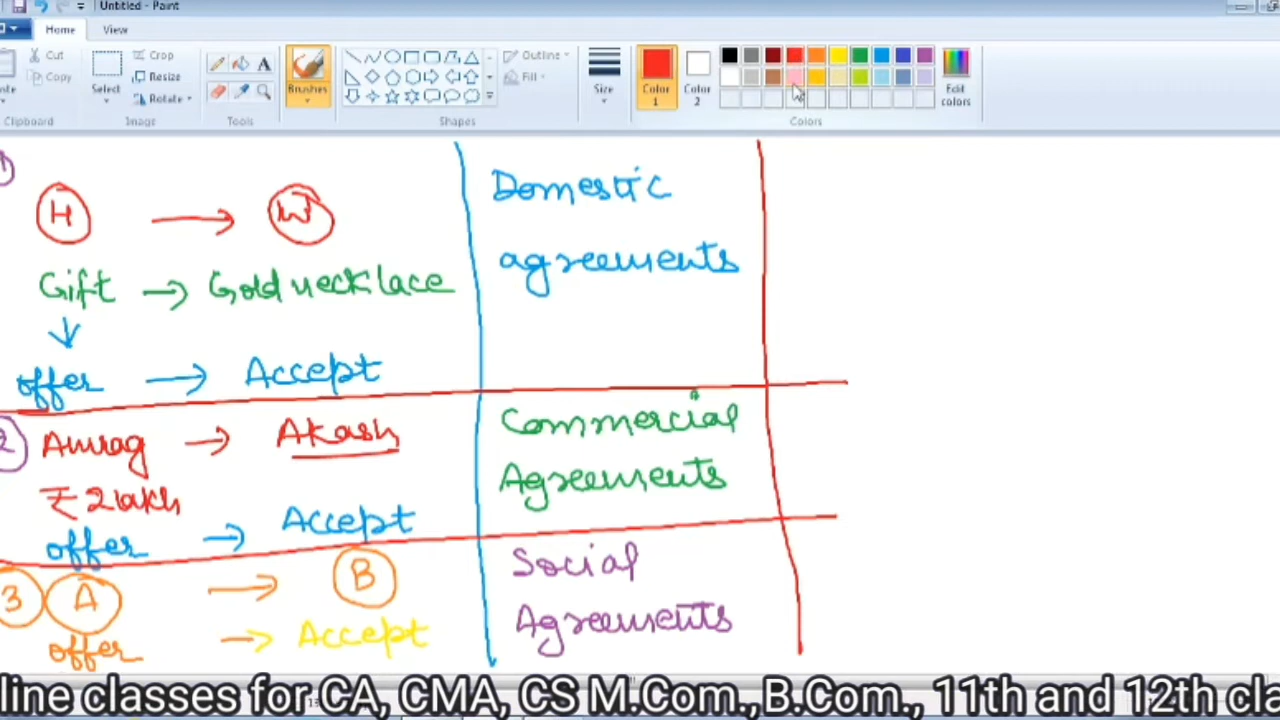 Untitled - Paint
Home View
Cut
Copy
Select
Crop
Resize
Rotate
A
Brushes
Outline
Fill
Size
Color 1
Color 2
Edit colors
Clipboard Image Tools Shapes Colors
H → W
Gift → Gold necklace
offer → Accept
Domestic
agreements
2 Anurag → Akash
₹ 2 lakh
offer → Accept
Commercial
Agreements
3 A → B
offer → Accept
Social
Agreements
line classes for CA, CMA, CS M.Com.,B.Com., 11th and 12th cla